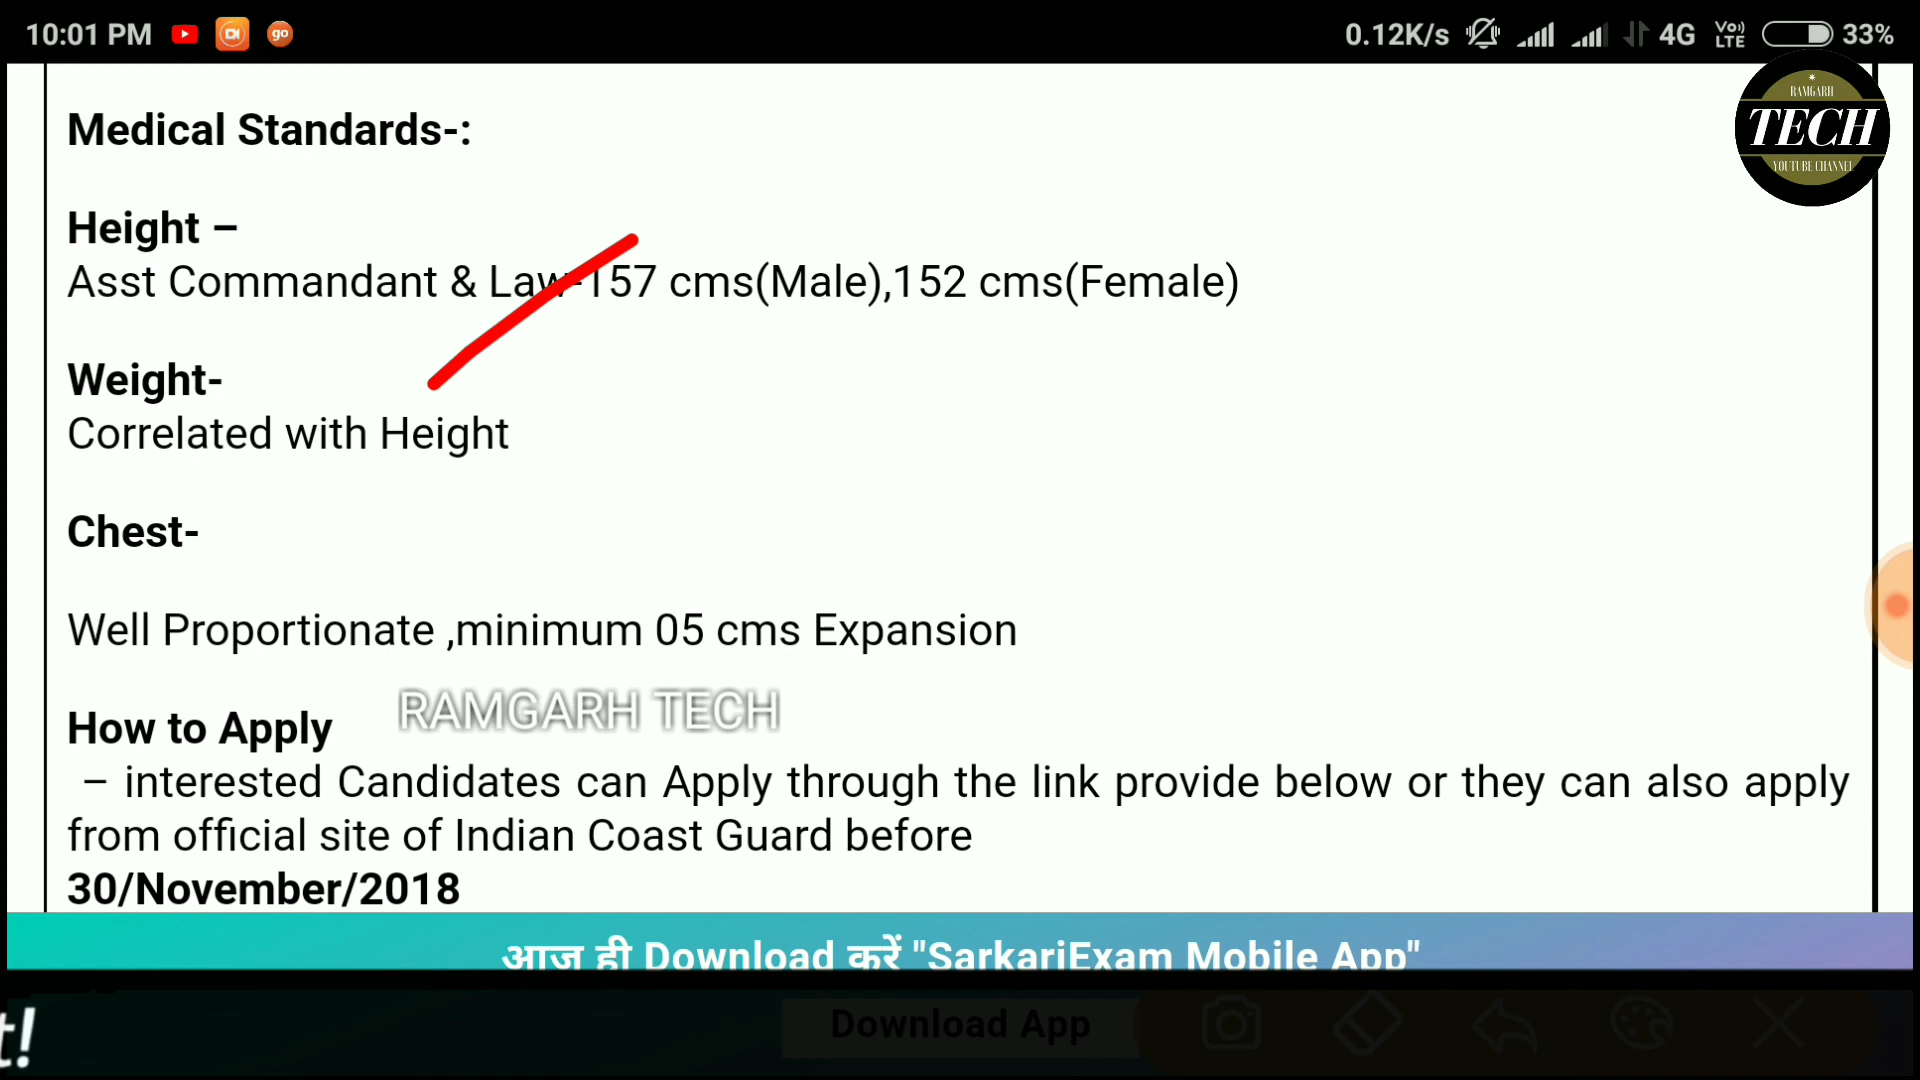 10:01 PM go 0.12K/s 4G VoLTE 33%
RAMGARH
TECH
YOUTUBE CHANNEL
Medical Standards-:
Height –
Asst Commandant & Law-157 cms(Male),152 cms(Female)
Weight-
Correlated with Height
Chest-
Well Proportionate ,minimum 05 cms Expansion
RAMGARH TECH
How to Apply
– interested Candidates can Apply through the link provide below or they can also apply
from official site of Indian Coast Guard before
30/November/2018
आज ही Download करें "SarkariExam Mobile App"
Download App
t!